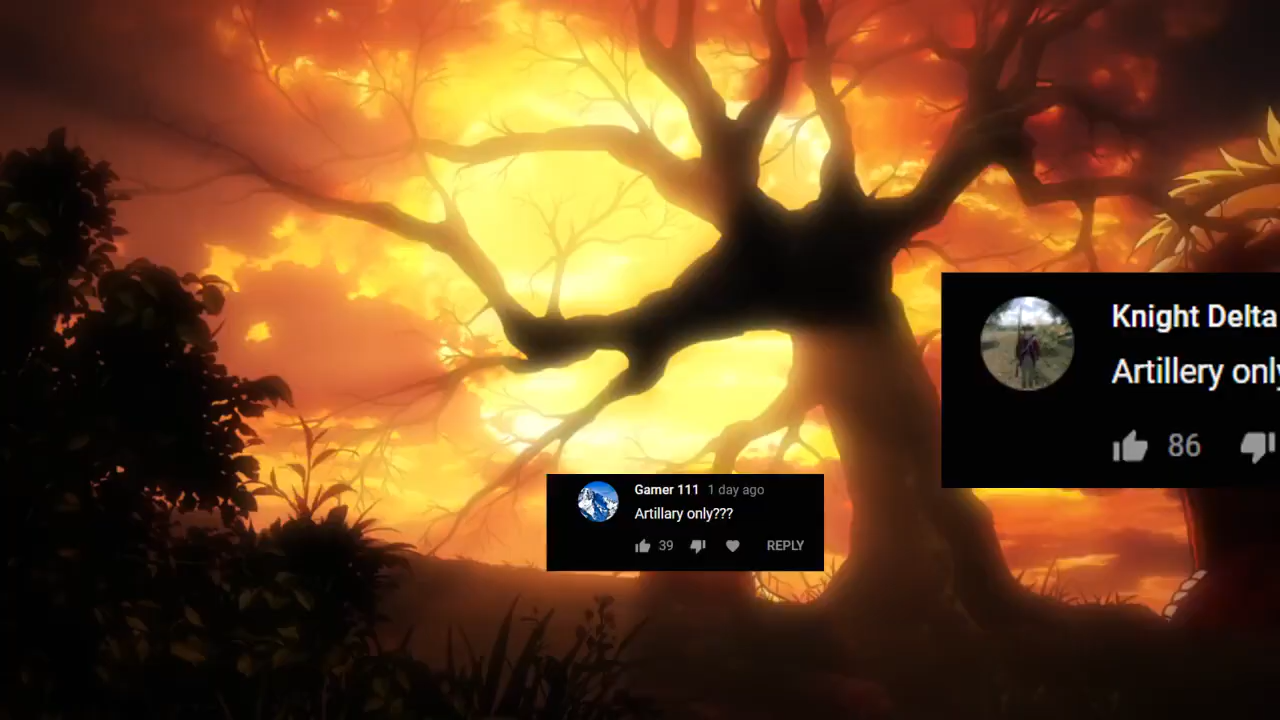 Knight Delta
Artillery only
86
Gamer 111 1 day ago
Artillary only???
39 REPLY